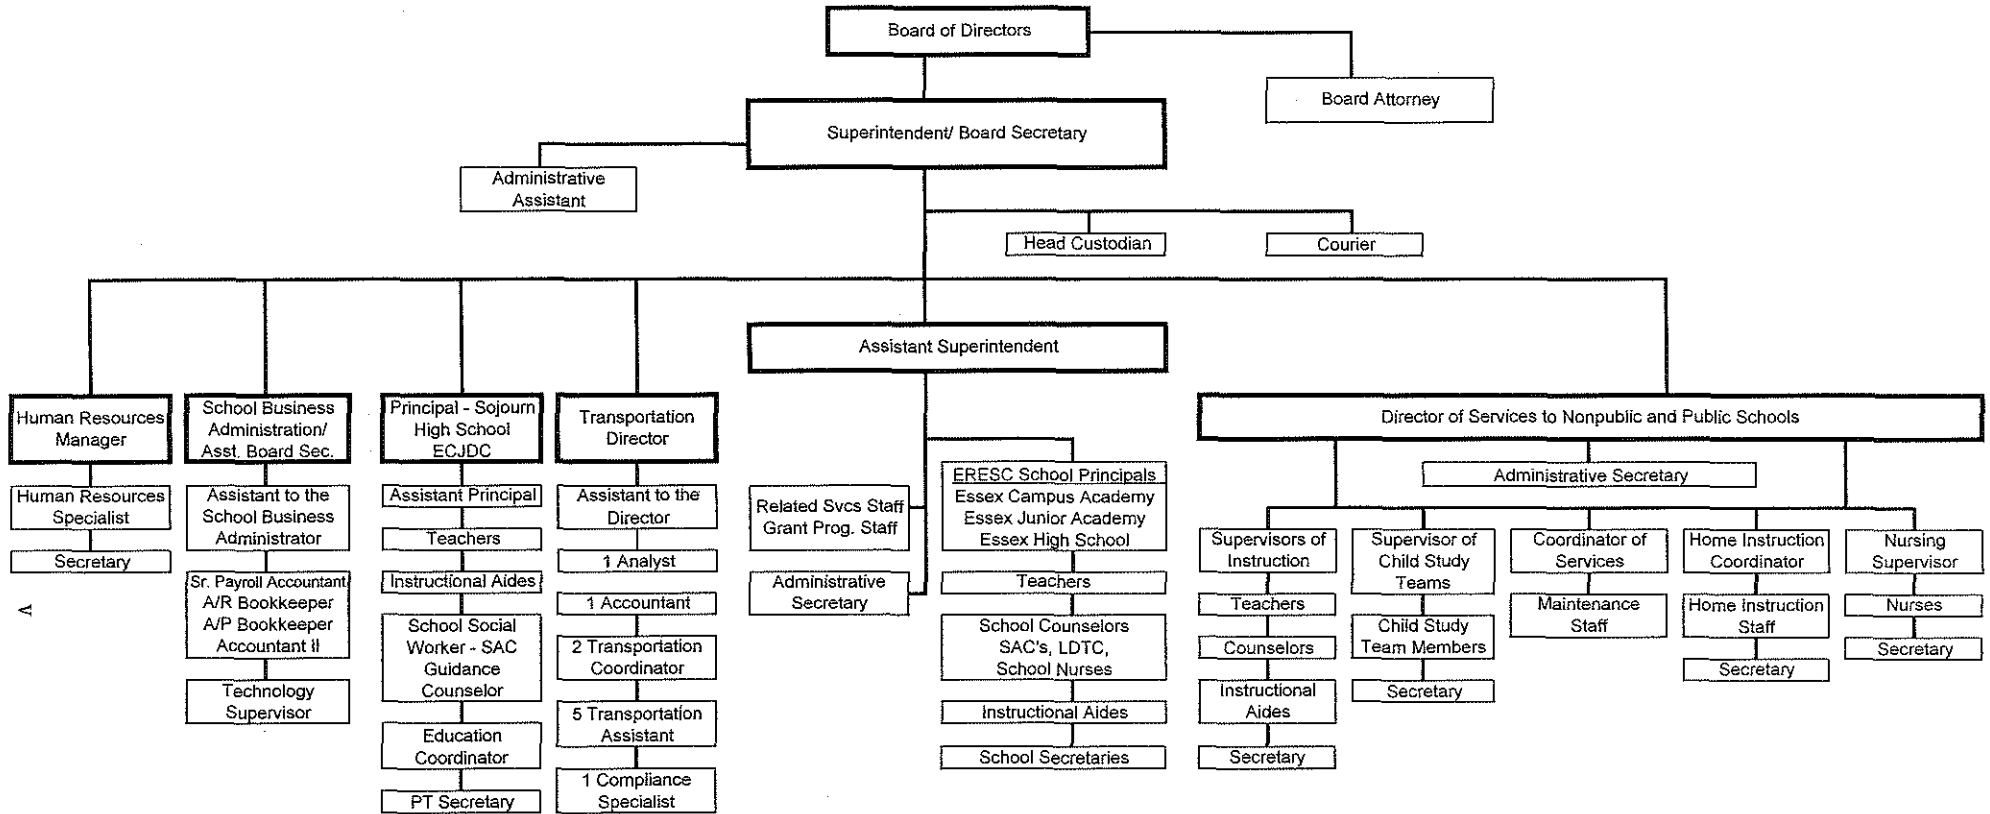 Board of Directors
Board Attorney
Superintendent/ Board Secretary
Administrative
Assistant
Head Custodian
Courier
Assistant Superintendent
Human Resources
Manager
Human Resources
Specialist
Secretary
School Business
Administration/
Asst. Board Sec.
Assistant to the
School Business
Administrator
Sr. Payroll Accountant
A/R Bookkeeper
A/P Bookkeeper
Accountant II
Technology
Supervisor
Principal - Sojourn
High School
ECJDC
Assistant Principal
Teachers
Instructional Aides
School Social
Worker - SAC
Guidance
Counselor
Education
Coordinator
PT Secretary
Transportation
Director
Assistant to the
Director
1 Analyst
1 Accountant
2 Transportation
Coordinator
5 Transportation
Assistant
1 Compliance
Specialist
Related Svcs Staff
Grant Prog. Staff
Administrative
Secretary
ERESC School Principals
Essex Campus Academy
Essex Junior Academy
Essex High School
Teachers
School Counselors
SAC's, LDTC,
School Nurses
Instructional Aides
School Secretaries
Director of Services to Nonpublic and Public Schools
Administrative Secretary
Supervisors of
Instruction
Teachers
Counselors
Instructional
Aides
Secretary
Supervisor of
Child Study
Teams
Child Study
Team Members
Secretary
Coordinator of
Services
Maintenance
Staff
Home Instruction
Coordinator
Home Instruction
Staff
Secretary
Nursing
Supervisor
Nurses
Secretary